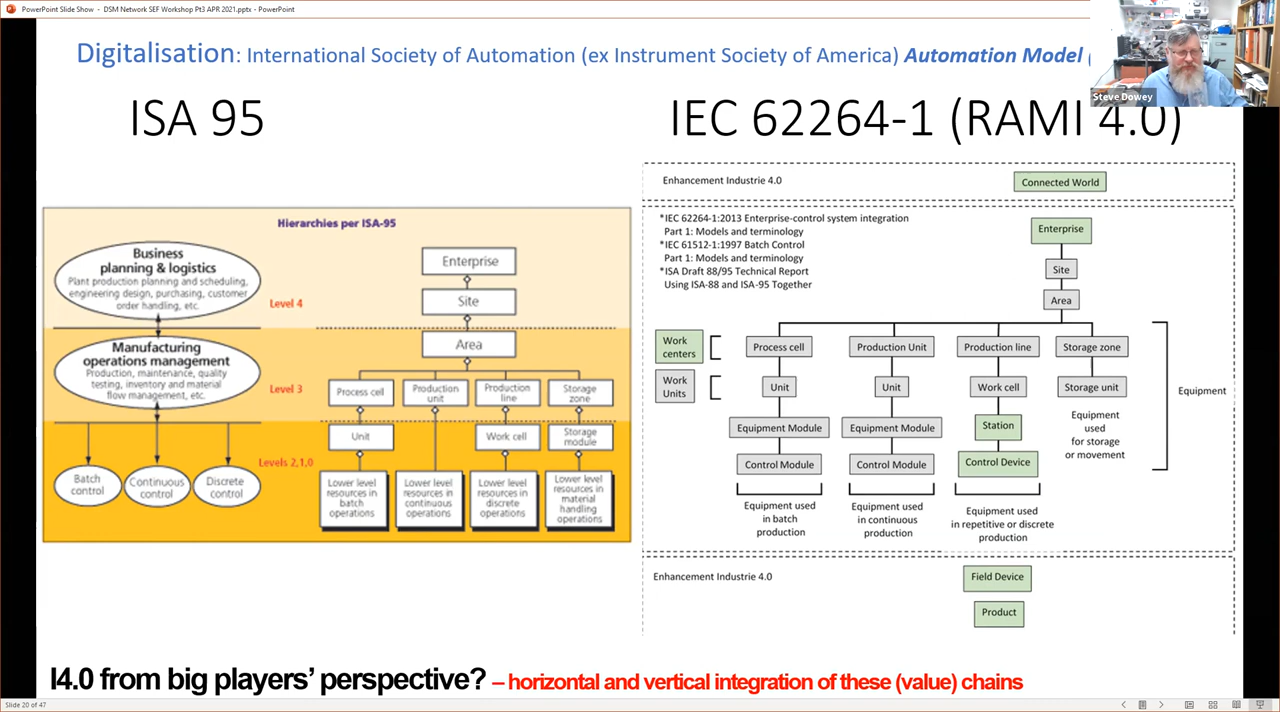 PowerPoint Slide Show - DSM Network SEF Workshop Pt3 APR 2021.pptx - PowerPoint
Digitalisation: International Society of Automation (ex Instrument Society of America) Automation Model (
Steve Dowey
ISA 95
IEC 62264-1 (RAMI 4.0)
Hierarchies per ISA-95
Business
planning & logistics
Plant production planning and scheduling,
engineering design, purchasing, customer
order handling, etc.
Level 4
Manufacturing
operations management
Production, maintenance, quality
testing, inventory and material
flow management, etc.
Level 3
Levels 2,1,0
Batch
control
Continuous
control
Discrete
control
Enterprise
Site
Area
Process cell
Production
unit
Production
line
Storage
zone
Unit
Work cell
Storage
module
Lower level
resources in
batch
operations
Lower level
resources in
continuous
operations
Lower level
resources in
discrete
operations
Lower level
resources in
material
handling
operations
Enhancement Industrie 4.0
Connected World
*IEC 62264-1:2013 Enterprise-control system integration
Part 1: Models and terminology
*IEC 61512-1:1997 Batch Control
Part 1: Models and terminology
*ISA Draft 88/95 Technical Report
Using ISA-88 and ISA-95 Together
Enterprise
Site
Area
Work
centers
Process cell
Production Unit
Production line
Storage zone
Work
Units
Unit
Unit
Work cell
Storage unit
Equipment
Equipment Module
Equipment Module
Station
Equipment
used
for storage
or movement
Control Module
Control Module
Control Device
Equipment used
in batch
production
Equipment used
in continuous
production
Equipment used
in repetitive or discrete
production
Enhancement Industrie 4.0
Field Device
Product
I4.0 from big players' perspective? – horizontal and vertical integration of these (value) chains
Slide 20 of 47